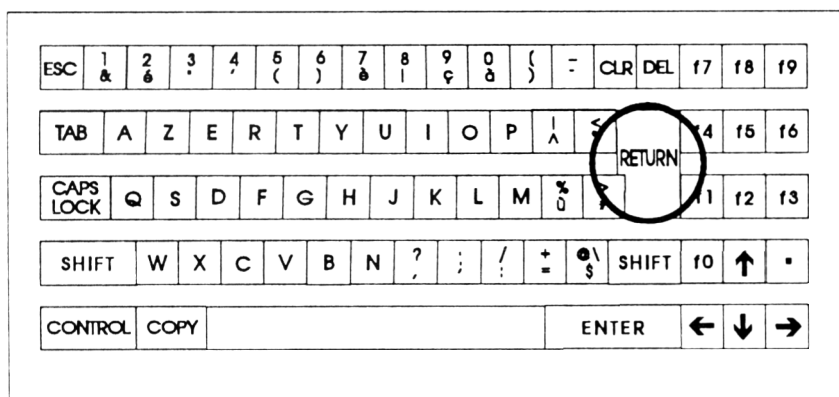 ESC 1 & 2 é 3 " 4 ' 5 ( 6 ) 7 è 8 | 9 ç 0 à ( ) - CLR DEL f7 f8 f9
TAB A Z E R T Y U I O P | ^ < f4 f5 f6
RETURN
CAPS LOCK Q S D F G H J K L M % ù > f1 f2 f3
SHIFT W X C V B N ? , . ; / : + = @ \ $ SHIFT f0 ↑ ▪
CONTROL COPY ENTER ← ↓ →